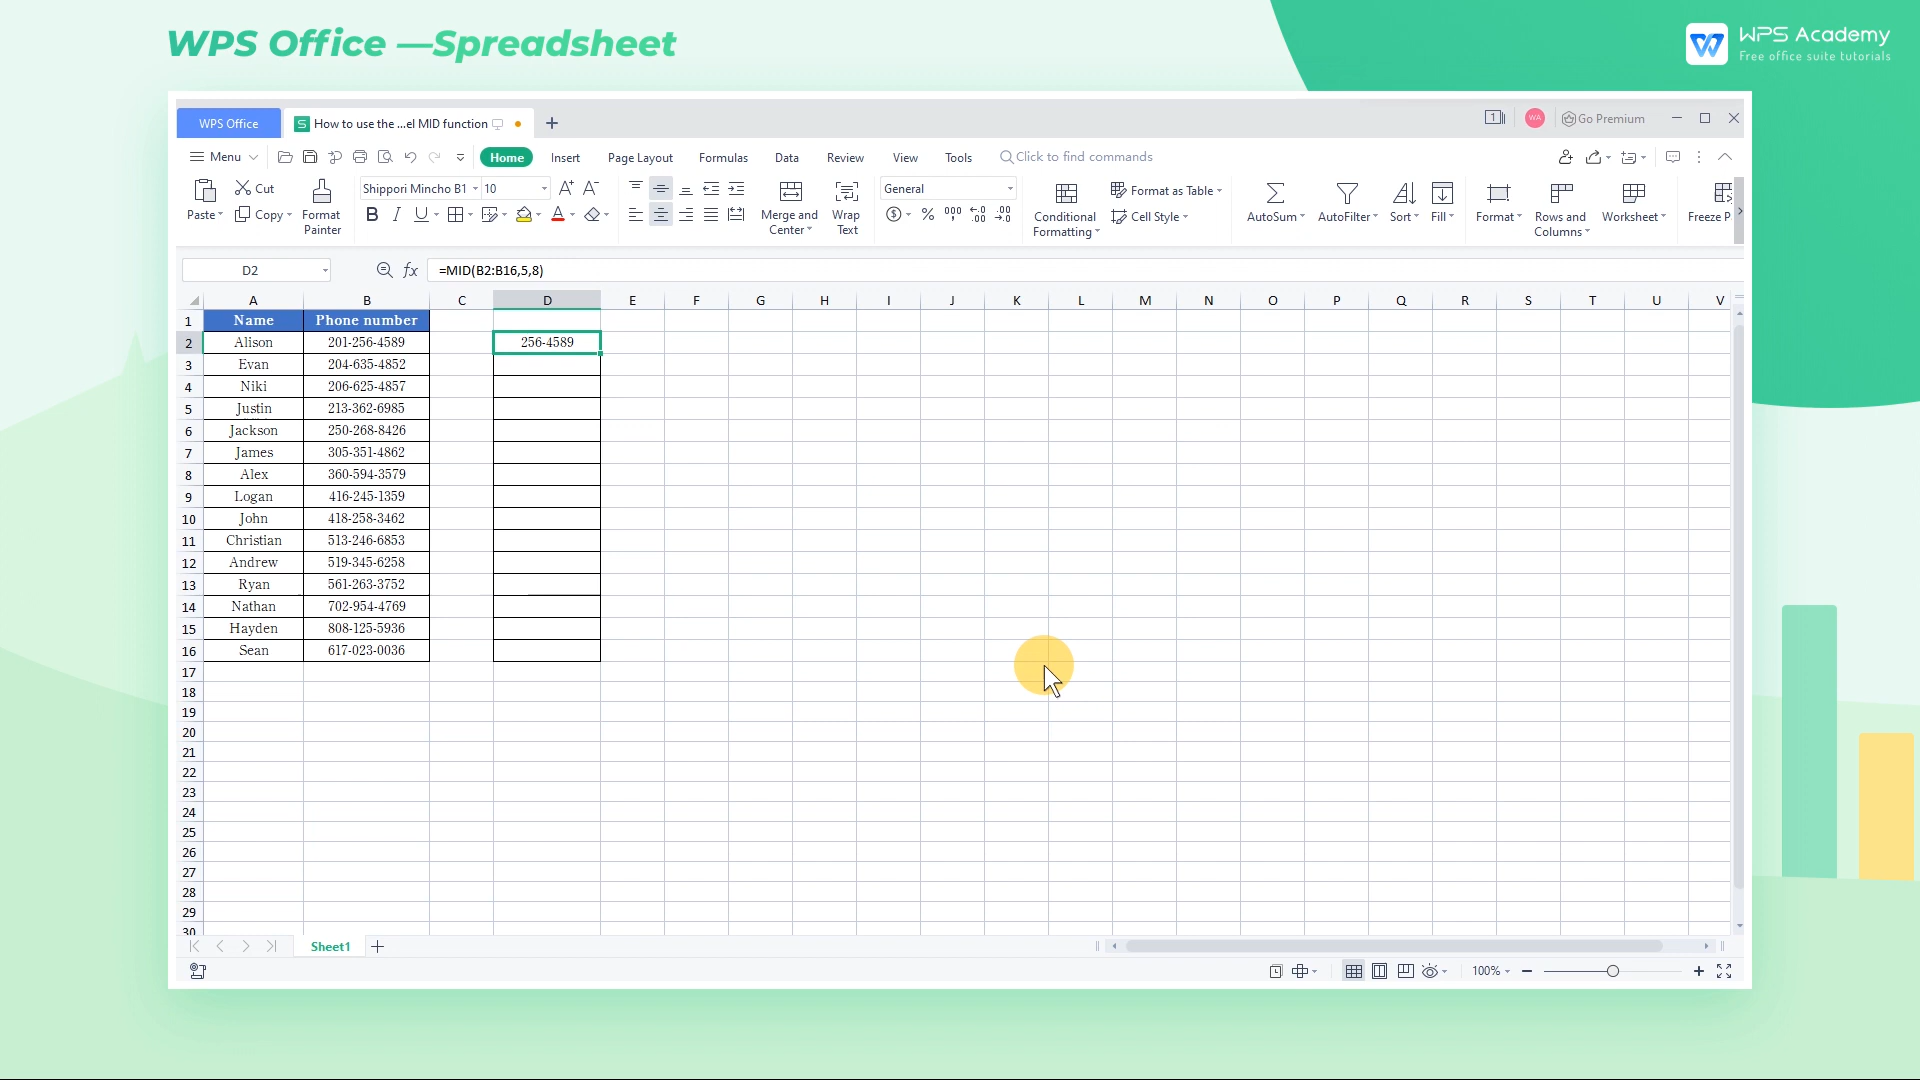 WPS Office —Spreadsheet
WPS Academy
Free office suite tutorials
WPS Office
How to use the ...el MID function
1
WA
Go Premium
Menu
Home
Insert
Page Layout
Formulas
Data
Review
View
Tools
Click to find commands
Paste
Cut
Copy
Format Painter
Shippori Mincho B1
10
A+ A-
B I U A
Merge and Center
Wrap Text
General
$ % 000 .00 .00
Conditional Formatting
Format as Table
Cell Style
AutoSum
AutoFilter
Sort
Fill
Format
Rows and Columns
Worksheet
Freeze P
D2
fx
=MID(B2:B16,5,8)
A B C D E F G H I J K L M N O P Q R S T U V
1 Name Phone number
2 Alison 201-256-4589 256-4589
3 Evan 204-635-4852
4 Niki 206-625-4857
5 Justin 213-362-6985
6 Jackson 250-268-8426
7 James 305-351-4862
8 Alex 360-594-3579
9 Logan 416-245-1359
10 John 418-258-3462
11 Christian 513-246-6853
12 Andrew 519-345-6258
13 Ryan 561-263-3752
14 Nathan 702-954-4769
15 Hayden 808-125-5936
16 Sean 617-023-0036
17
18
19
20
21
22
23
24
25
26
27
28
29
30
Sheet1
100%